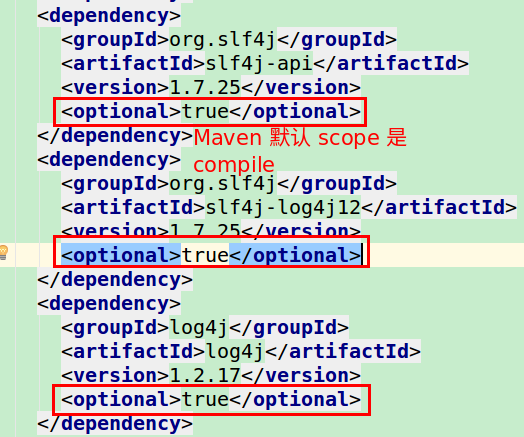 <dependency>
<groupId>org.slf4j</groupId>
<artifactId>slf4j-api</artifactId>
<version>1.7.25</version>
<optional>true</optional>
</dependency>
Maven 默认 scope 是
compile
<dependency>
<groupId>org.slf4j</groupId>
<artifactId>slf4j-log4j12</artifactId>
<version>1.7.25</version>
<optional>true</optional>
</dependency>
<dependency>
<groupId>log4j</groupId>
<artifactId>log4j</artifactId>
<version>1.2.17</version>
<optional>true</optional>
</dependency>